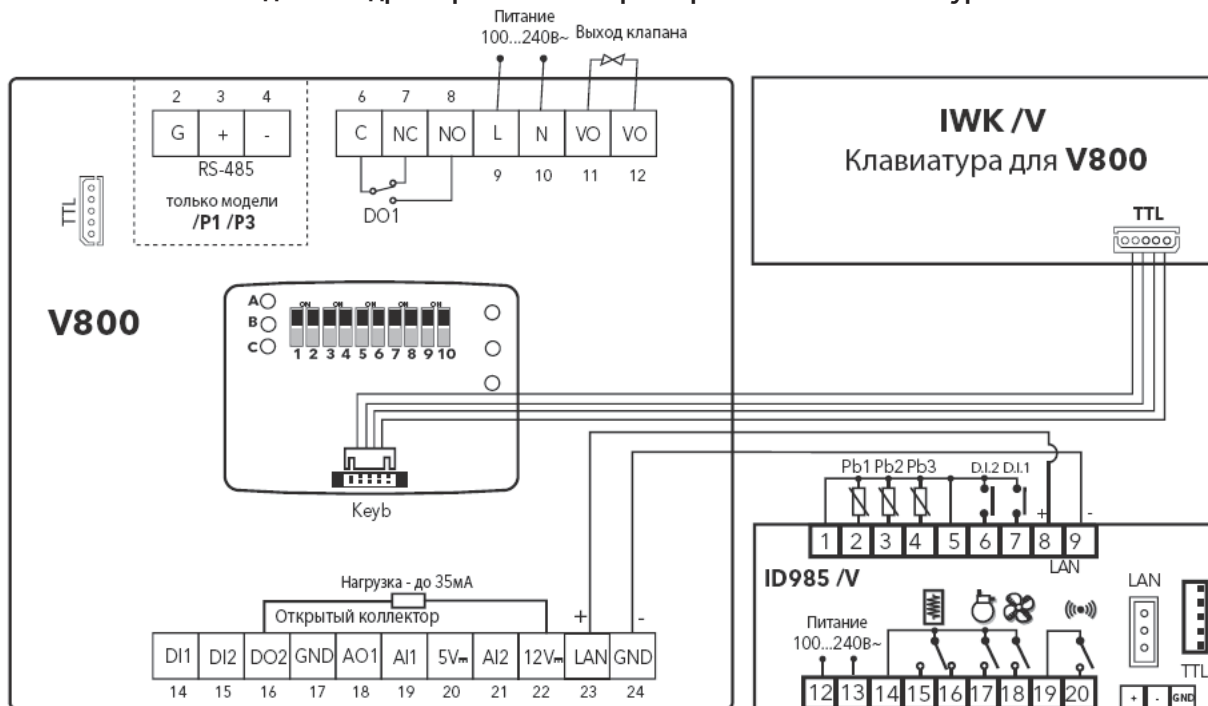 Питание
100...240В~
Выход клапана
2 3 4
G + -
RS-485
только модели
/P1 /P3
6 7 8
C NC NO L N VO VO
9 10 11 12
DO1
TTL
V800
A
B
C
ON ON ON ON ON
1 2 3 4 5 6 7 8 9 10
Keyb
Нагрузка - до 35мА
Открытый коллектор
+ -
DI1 DI2 DO2 GND AO1 AI1 5V AI2 12V LAN GND
14 15 16 17 18 19 20 21 22 23 24
IWK /V
Клавиатура для V800
TTL
Pb1 Pb2 Pb3 D.I.2 D.I.1
+ -
1 2 3 4 5 6 7 8 9
LAN
ID985 /V
Питание
100...240В~
12 13 14 15 16 17 18 19 20
LAN
TTL
+ - GND